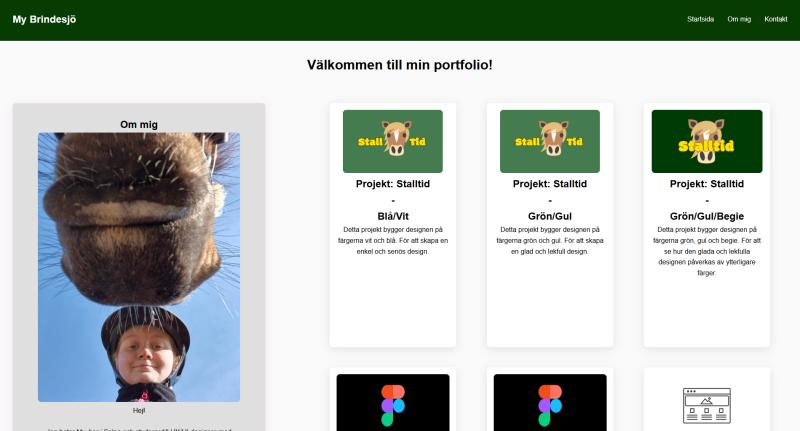 My Brindesjö
Startsida Om mig Kontakt
Välkommen till min portfolio!
Om mig
Hej!
Stall Tid
Projekt: Stalltid
-
Blå/Vit
Detta projekt bygger designen på
färgerna vit och blå. För att skapa en
enkel och seriös design.
Stall Tid
Projekt: Stalltid
-
Grön/Gul
Detta projekt bygger designen på
färgerna grön och gul. För att skapa
en glad och lekfull design.
Stalltid
Projekt: Stalltid
-
Grön/Gul/Begie
Detta projekt bygger designen på
färgerna grön, gul och begie. För att
se hur den glada och lekfulla
designen påverkas av ytterligare
färger.